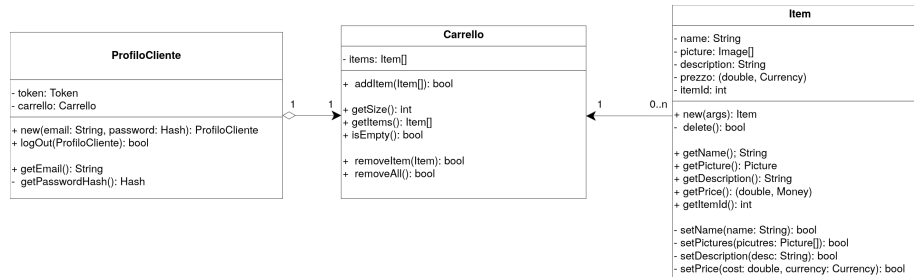 ProfiloCliente
- token: Token
- carrello: Carrello
+ new(email: String, password: Hash): ProfiloCliente
+ logOut(ProfiloCliente): bool
+ getEmail(): String
- getPasswordHash(): Hash
1
1
Carrello
- items: Item[]
+ addItem(Item[]): bool
+ getSize(): int
+ getItems(): Item[]
+ isEmpty(): bool
+ removeItem(Item): bool
+ removeAll(): bool
1
0..n
Item
- name: String
- picture: Image[]
- description: String
- prezzo: (double, Currency)
- itemId: int
+ new(args): Item
- delete(): bool
+ getName(); String
+ getPicture(): Picture
+ getDescription(): String
+ getPrice(): (double, Money)
+ getItemId(): int
- setName(name: String): bool
- setPictures(picutres: Picture[]): bool
- setDescription(desc: String): bool
- setPrice(cost: double, currency: Currency): bool